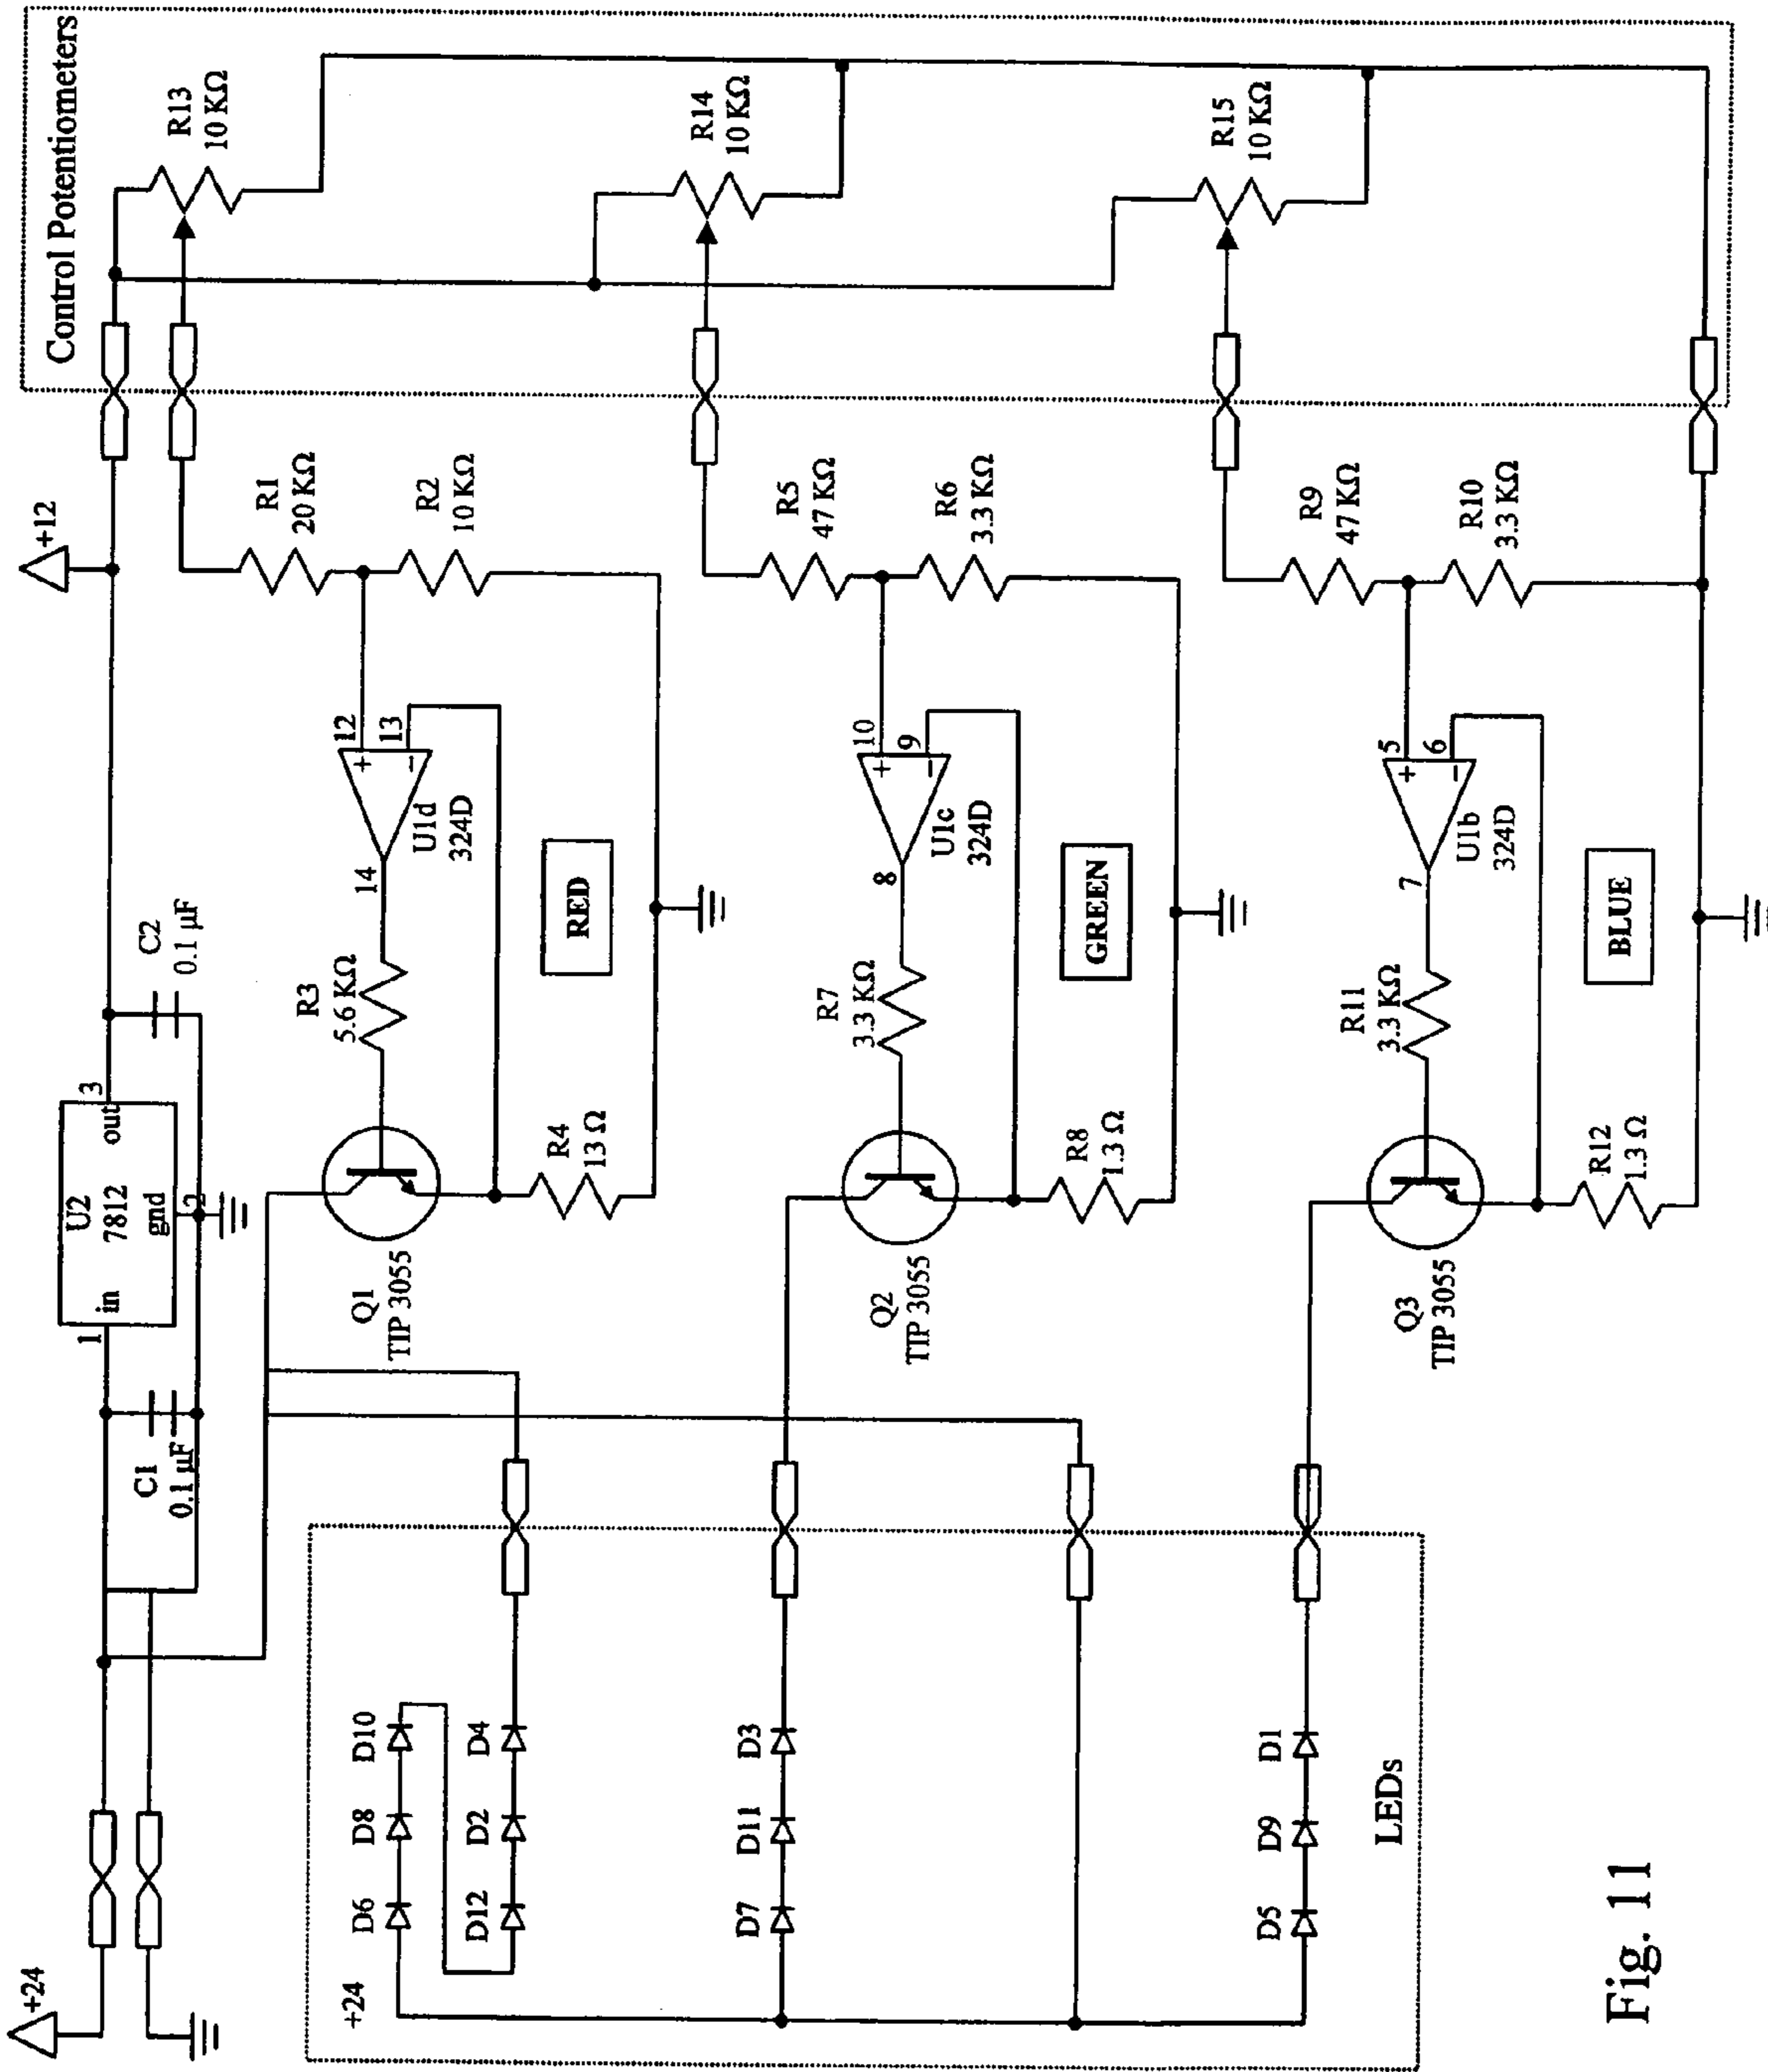 +24
U2
7812
in
out
gnd
1
2
3
C1
0.1 µF
C2
0.1 µF
+12
Control Potentiometers
R13
10 KΩ
R14
10 KΩ
R15
10 KΩ
R1
20 KΩ
R2
10 KΩ
12
13
+
-
14
U1d
324D
R3
5.6 KΩ
Q1
TIP 3055
R4
13 Ω
RED
R5
47 KΩ
R6
3.3 KΩ
10
9
+
-
8
U1c
324D
R7
3.3 KΩ
Q2
TIP 3055
R8
1.3 Ω
GREEN
R9
47 KΩ
R10
3.3 KΩ
5
6
+
-
7
U1b
324D
R11
3.3 KΩ
Q3
TIP 3055
R12
1.3 Ω
BLUE
+24
D6 D8 D10
D12 D2 D4
D7 D11 D3
D5 D9 D1
LEDs
Fig. 11